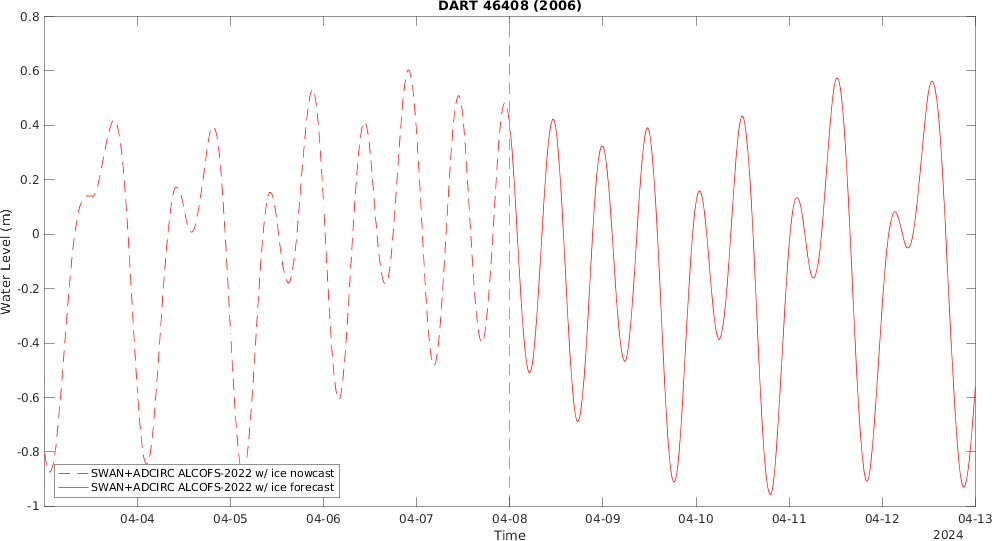 DART 46408 (2006)
0.8
0.6
0.4
0.2
0
-0.2
-0.4
-0.6
-0.8
-1
Water Level (m)
SWAN+ADCIRC ALCOFS-2022 w/ ice nowcast
SWAN+ADCIRC ALCOFS-2022 w/ ice forecast
04-04 04-05 04-06 04-07 04-08 04-09 04-10 04-11 04-12 04-13
Time
2024